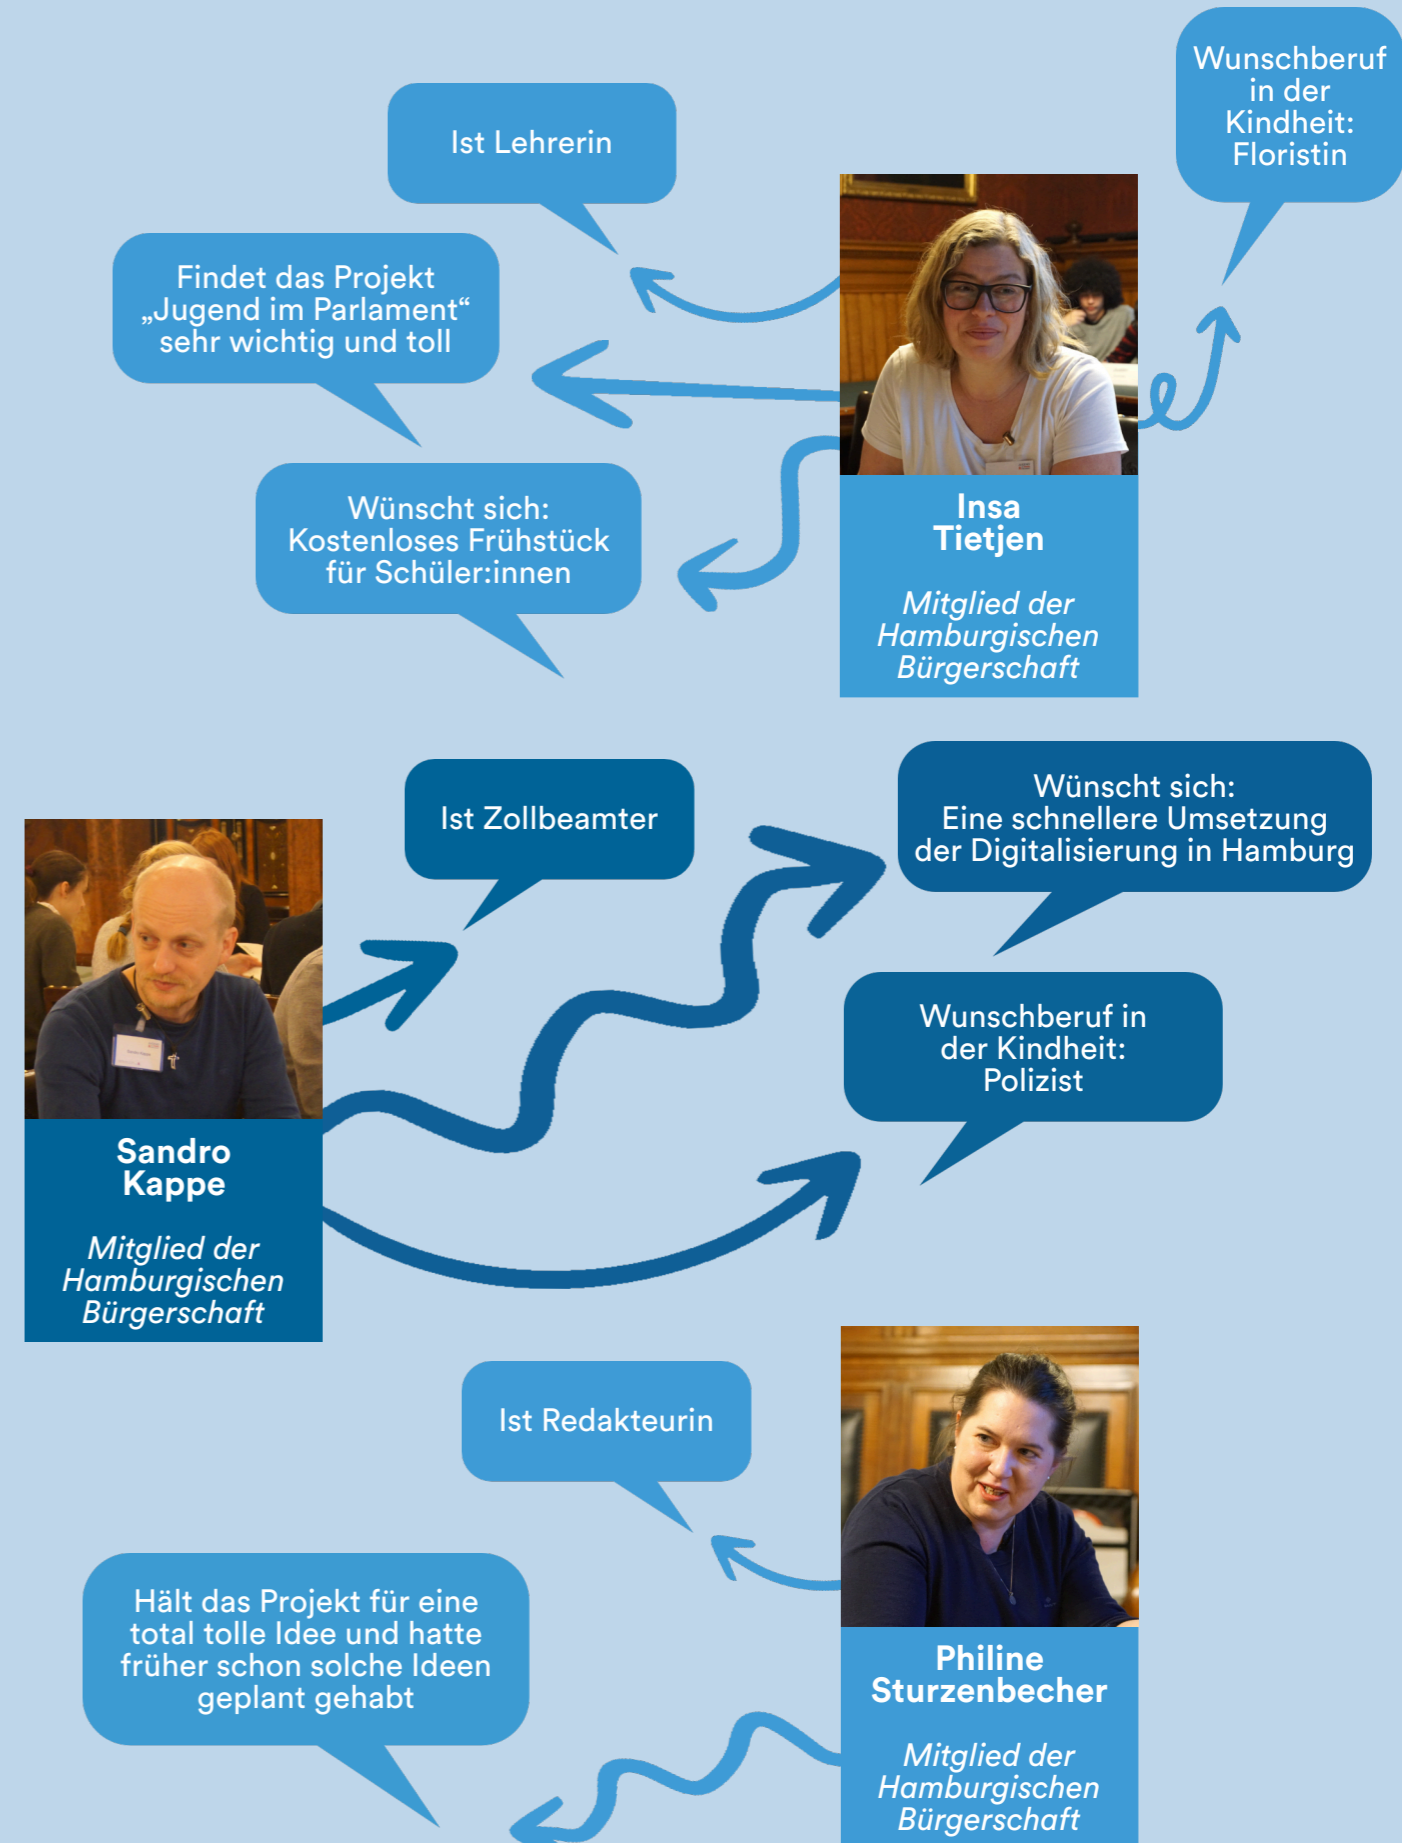 Wunschberuf
in der
Kindheit:
Floristin
Ist Lehrerin
Findet das Projekt
„Jugend im Parlament“
sehr wichtig und toll
Wünscht sich:
Kostenloses Frühstück
für Schüler:innen
Insa
Tietjen
Mitglied der
Hamburgischen
Bürgerschaft
Ist Zollbeamter
Wünscht sich:
Eine schnellere Umsetzung
der Digitalisierung in Hamburg
Wunschberuf in
der Kindheit:
Polizist
Sandro
Kappe
Mitglied der
Hamburgischen
Bürgerschaft
Ist Redakteurin
Hält das Projekt für eine
total tolle Idee und hatte
früher schon solche Ideen
geplant gehabt
Philine
Sturzenbecher
Mitglied der
Hamburgischen
Bürgerschaft